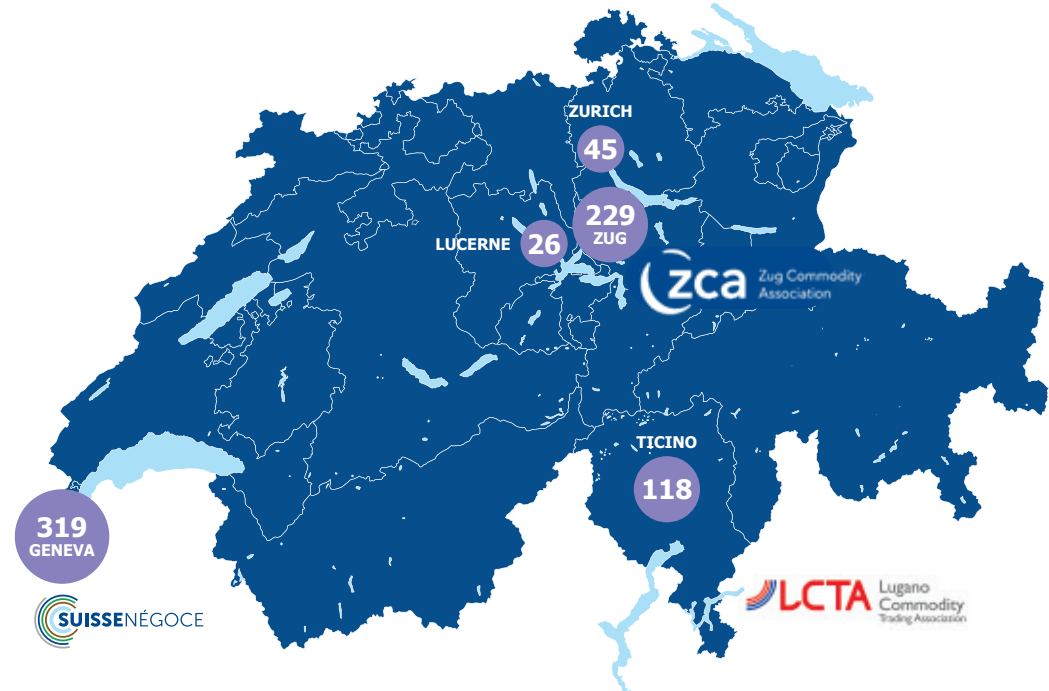 ZURICH
45
229
ZUG
LUCERNE
26
zca
Zug Commodity
Association
TICINO
118
319
GENEVA
SUISSENÉGOCE
LCTA
Lugano
Commodity
Trading Association